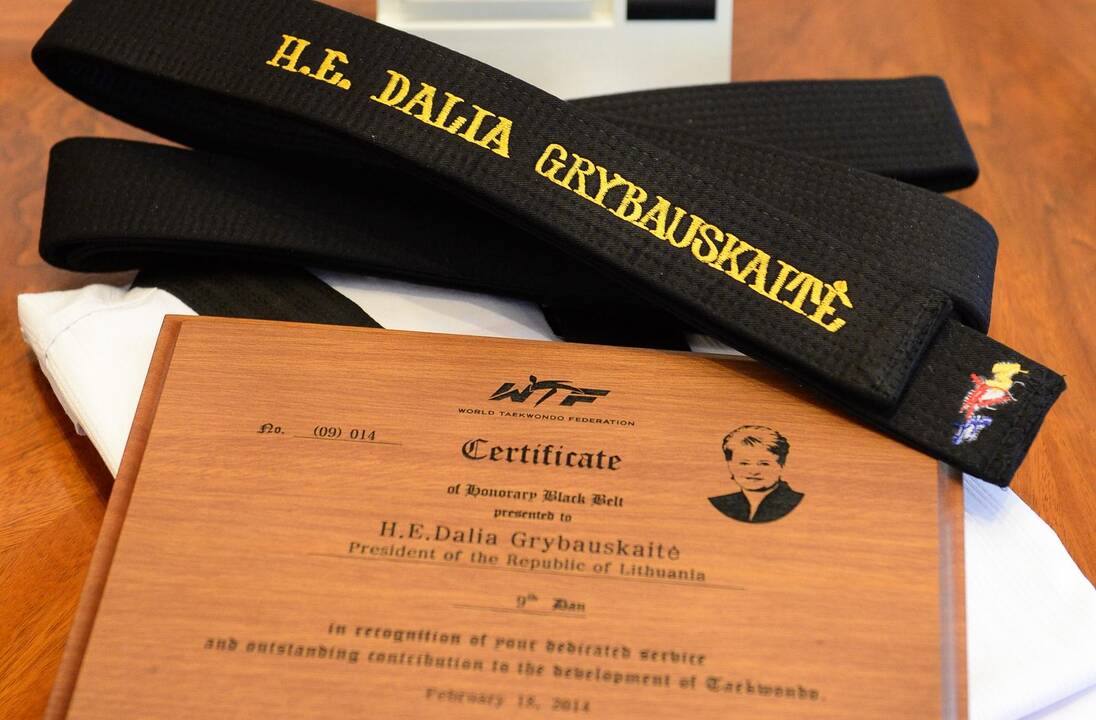 H.E. DALIA GRYBAUSKAITĖ
WTF
WORLD TAEKWONDO FEDERATION
No. (09) 014
Certificate
of Honorary Black Belt
presented to
H.E.Dalia Grybauskaitė
President of the Republic of Lithuania
9th Dan
in recognition of your dedicated service
and outstanding contribution to the development of Taekwondo.
February 18, 2014